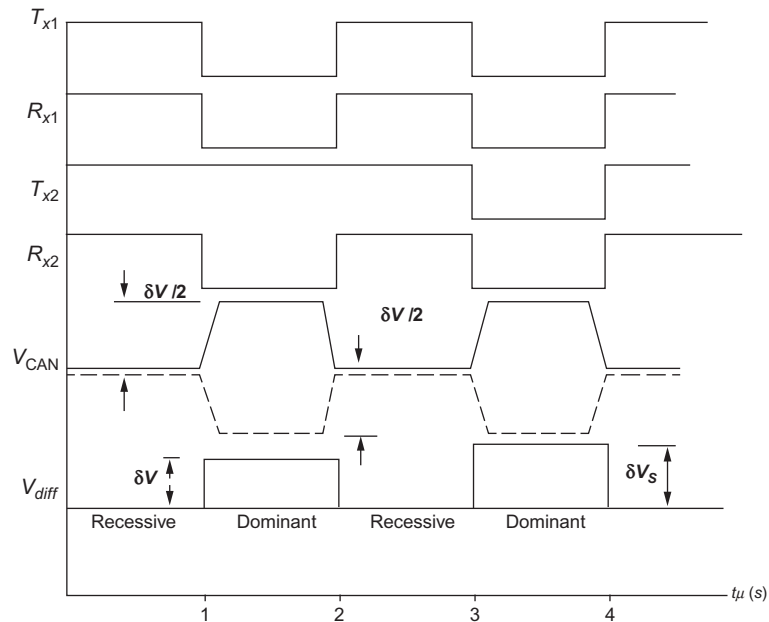 Tx1
Rx1
Tx2
Rx2
δV /2
δV /2
VCAN
δV
δVS
Vdiff
Recessive Dominant Recessive Dominant
1 2 3 4
tμ (s)